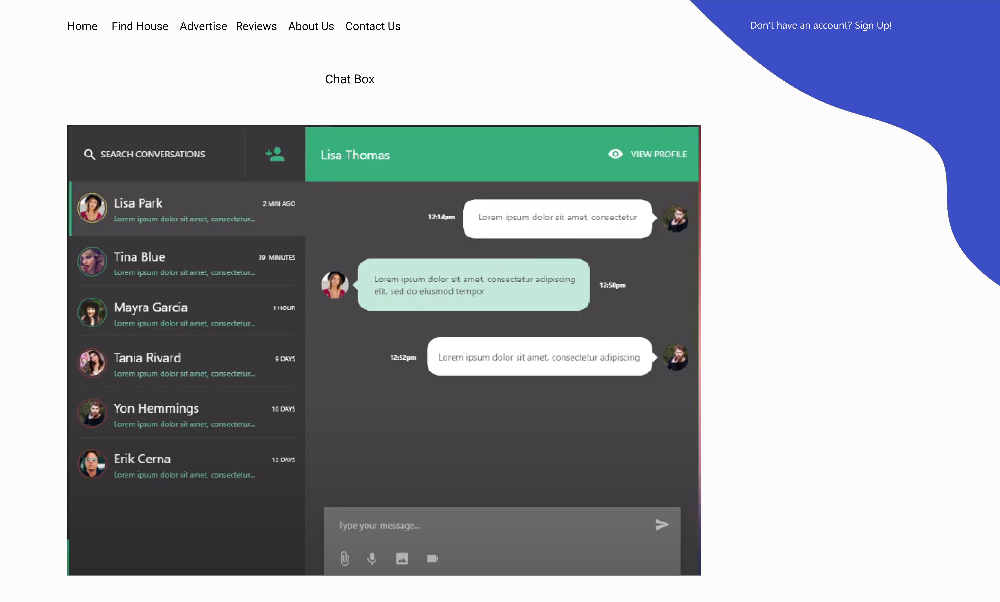 Home Find House Advertise Reviews About Us Contact Us
Don't have an account? Sign Up!
Chat Box
SEARCH CONVERSATIONS
Lisa Park
2 MIN AGO
Lorem ipsum dolor sit amet, consectetur...
Tina Blue
39 MINUTES
Lorem ipsum dolor sit amet, consectetur...
Mayra Garcia
1 HOUR
Lorem ipsum dolor sit amet, consectetur...
Tania Rivard
9 DAYS
Lorem ipsum dolor sit amet, consectetur...
Yon Hemmings
10 DAYS
Lorem ipsum dolor sit amet, consectetur...
Erik Cerna
12 DAYS
Lorem ipsum dolor sit amet, consectetur...
Lisa Thomas
VIEW PROFILE
12:14pm
Lorem ipsum dolor sit amet, consectetur
Lorem ipsum dolor sit amet, consectetur adipiscing
elit, sed do eiusmod tempor
12:50pm
12:52pm
Lorem ipsum dolor sit amet, consectetur adipiscing
Type your message...